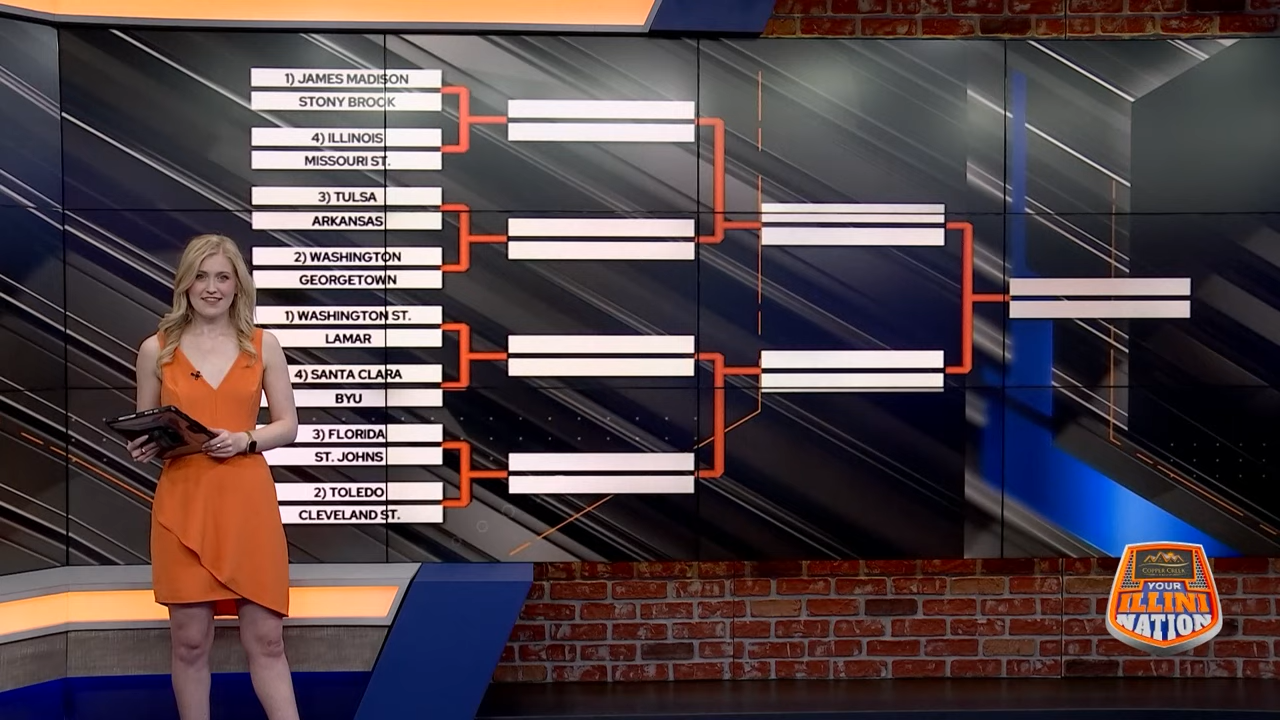 1) JAMES MADISON
STONY BROOK
4) ILLINOIS
MISSOURI ST.
3) TULSA
ARKANSAS
2) WASHINGTON
GEORGETOWN
1) WASHINGTON ST.
LAMAR
4) SANTA CLARA
BYU
3) FLORIDA
ST. JOHNS
2) TOLEDO
CLEVELAND ST.
COPPER CREEK
YOUR
ILLINI
NATION